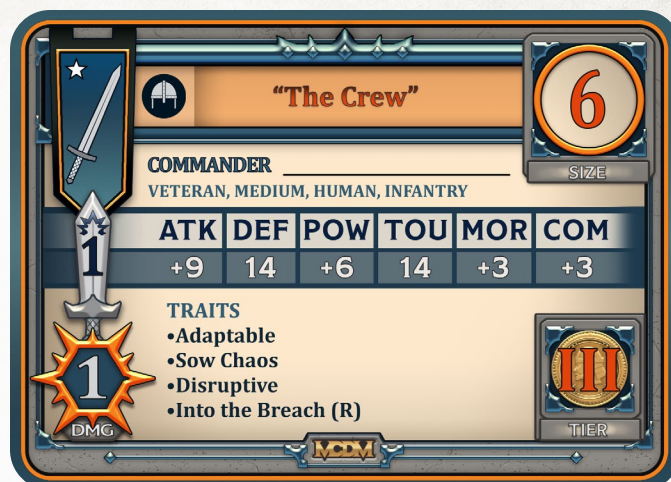 “The Crew”
6
SIZE
COMMANDER
VETERAN, MEDIUM, HUMAN, INFANTRY
ATK DEF POW TOU MOR COM
+9 14 +6 14 +3 +3
1
TRAITS
•Adaptable
•Sow Chaos
•Disruptive
•Into the Breach (R)
1
DMG
III
TIER
MCDM